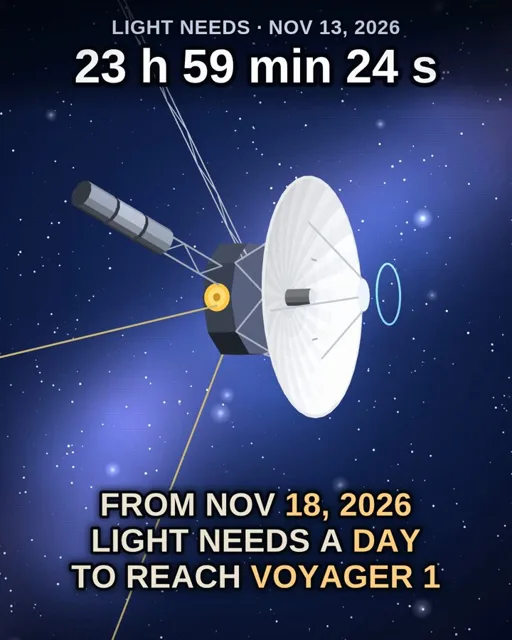 LIGHT NEEDS · NOV 13, 2026
23 h 59 min 24 s
FROM NOV 18, 2026
LIGHT NEEDS A DAY
TO REACH VOYAGER 1